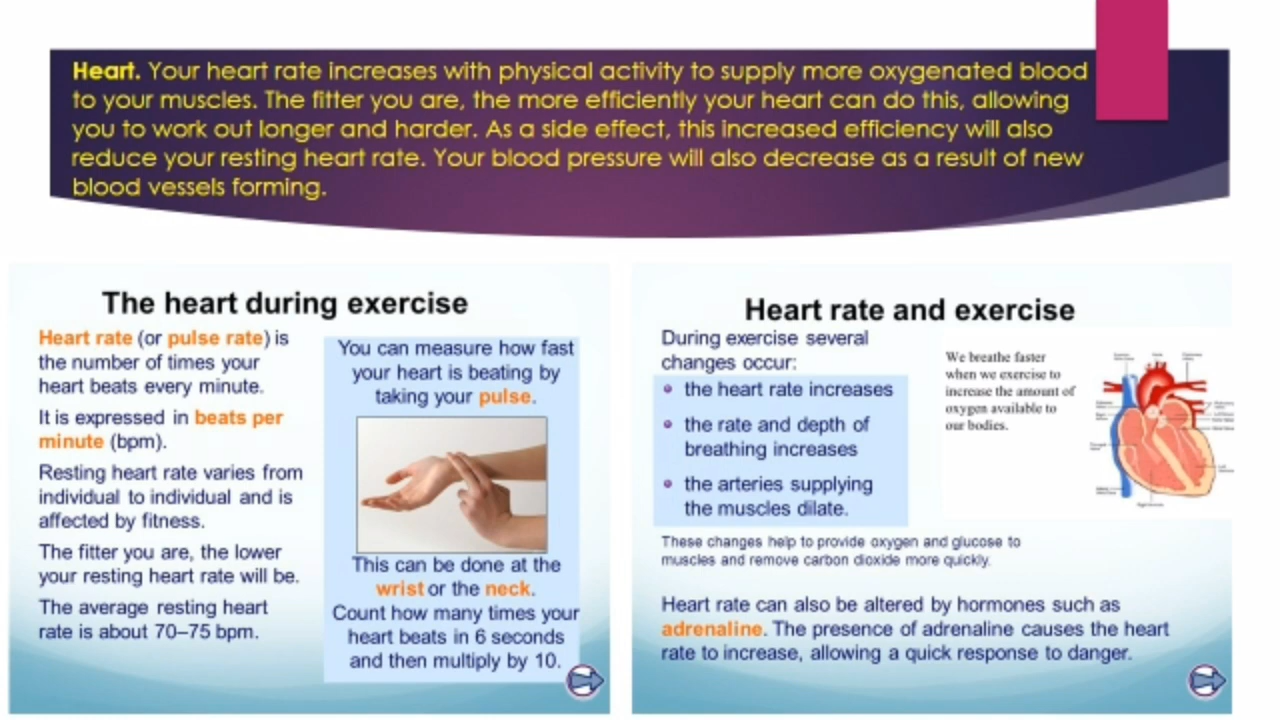 Heart. Your heart rate increases with physical activity to supply more oxygenated blood
to your muscles. The fitter you are, the more efficiently your heart can do this, allowing
you to work out longer and harder. As a side effect, this increased efficiency will also
reduce your resting heart rate. Your blood pressure will also decrease as a result of new
blood vessels forming.
The heart during exercise
Heart rate (or pulse rate) is
the number of times your
heart beats every minute.
It is expressed in beats per
minute (bpm).
Resting heart rate varies from
individual to individual and is
affected by fitness.
The fitter you are, the lower
your resting heart rate will be.
The average resting heart
rate is about 70–75 bpm.
You can measure how fast
your heart is beating by
taking your pulse.
This can be done at the
wrist or the neck.
Count how many times your
heart beats in 6 seconds
and then multiply by 10.
Heart rate and exercise
During exercise several
changes occur:
• the heart rate increases
• the rate and depth of
breathing increases
• the arteries supplying
the muscles dilate.
We breathe faster
when we exercise to
increase the amount of
oxygen available to
our bodies.
These changes help to provide oxygen and glucose to
muscles and remove carbon dioxide more quickly.
Heart rate can also be altered by hormones such as
adrenaline. The presence of adrenaline causes the heart
rate to increase, allowing a quick response to danger.